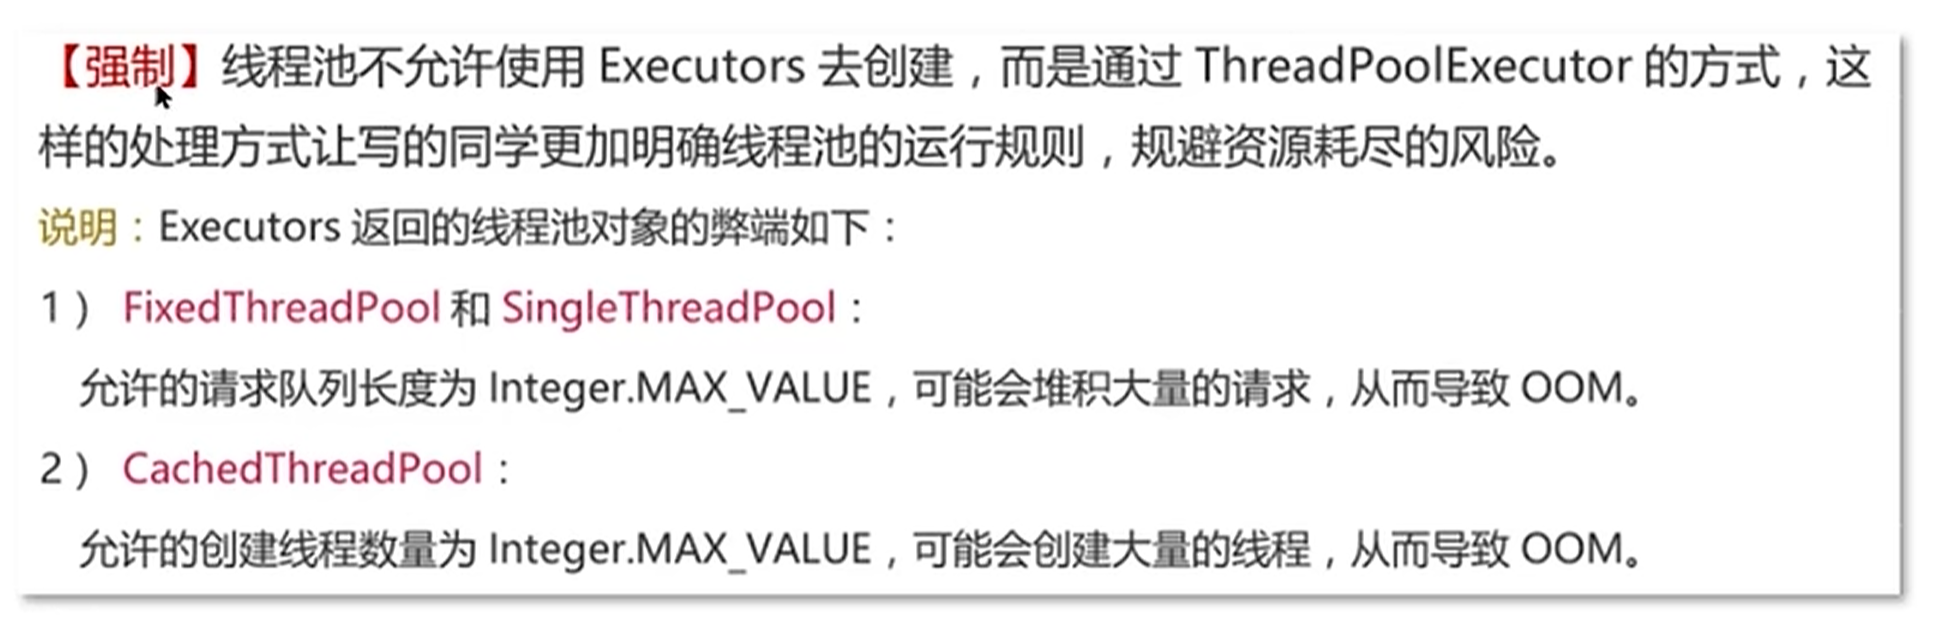 【强制】线程池不允许使用 Executors 去创建，而是通过 ThreadPoolExecutor 的方式，这
样的处理方式让写的同学更加明确线程池的运行规则，规避资源耗尽的风险。
说明：Executors 返回的线程池对象的弊端如下：
1） FixedThreadPool 和 SingleThreadPool：
允许的请求队列长度为 Integer.MAX_VALUE，可能会堆积大量的请求，从而导致 OOM。
2） CachedThreadPool：
允许的创建线程数量为 Integer.MAX_VALUE，可能会创建大量的线程，从而导致 OOM。